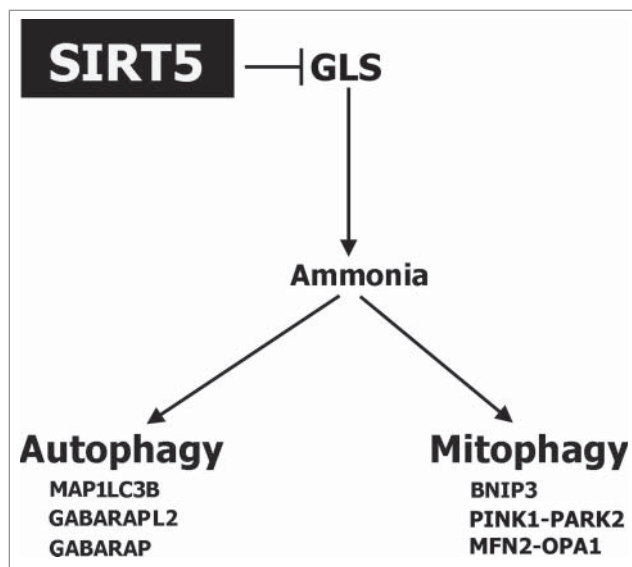 SIRT5
GLS
Ammonia
Autophagy
MAP1LC3B
GABARAPL2
GABARAP
Mitophagy
BNIP3
PINK1-PARK2
MFN2-OPA1